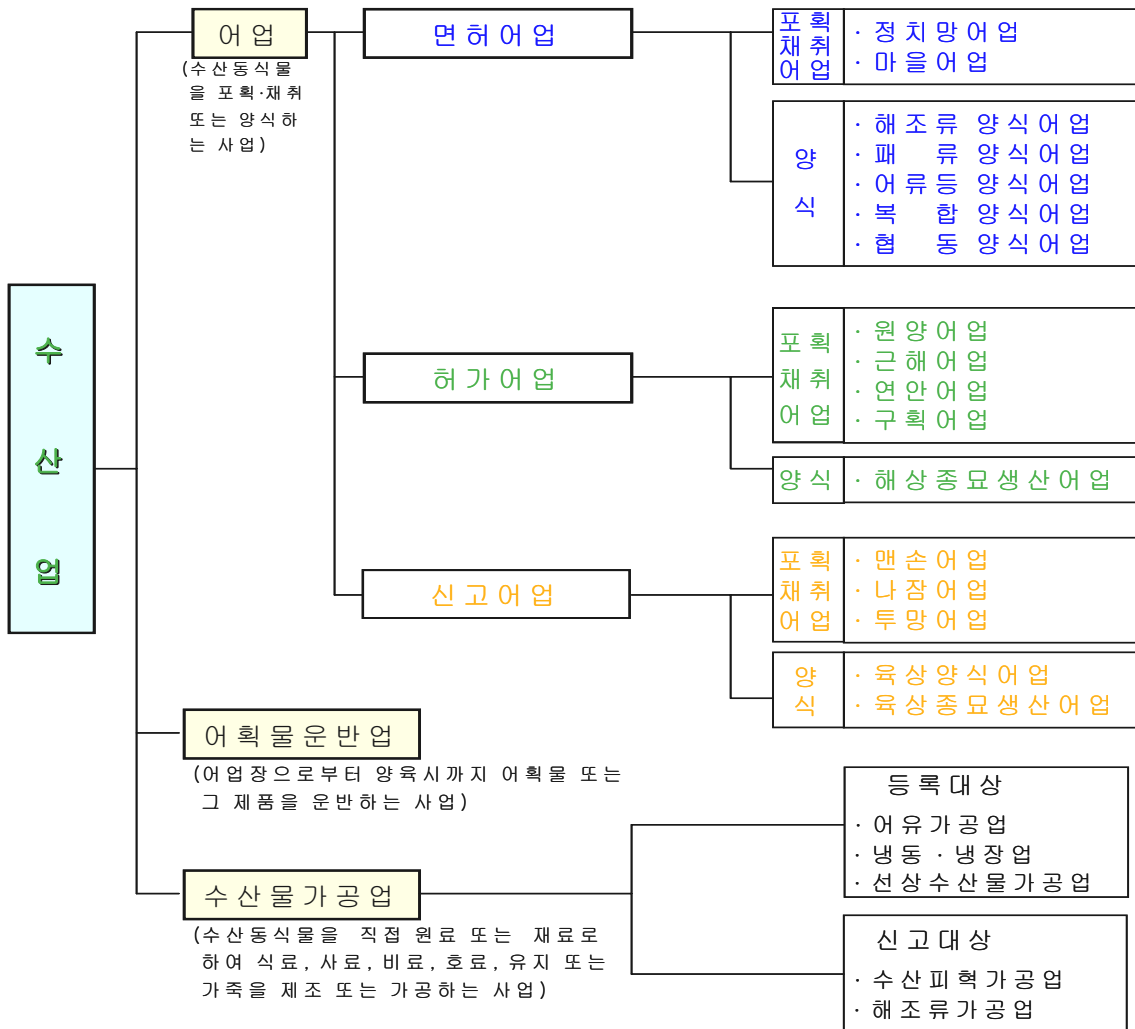 수산업
어업
(수산동식물
을 포획·채취
또는 양식하
는 사업)
면허어업
포획
채취
어업
· 정치망어업
· 마을어업
양
식
· 해조류 양식어업
· 패 류 양식어업
· 어류등 양식어업
· 복 합 양식어업
· 협 동 양식어업
허가어업
포획
채취
어업
· 원양어업
· 근해어업
· 연안어업
· 구획어업
양식
· 해상종묘생산어업
신고어업
포획
채취
어업
· 맨손어업
· 나잠어업
· 투망어업
양
식
· 육상양식어업
· 육상종묘생산어업
어획물운반업
(어업장으로부터 양육시까지 어획물 또는
그 제품을 운반하는 사업)
수산물가공업
(수산동식물을 직접 원료 또는 재료로
하여 식료, 사료, 비료, 호료, 유지 또는
가죽을 제조 또는 가공하는 사업)
등록대상
· 어유가공업
· 냉동 · 냉장업
· 선상수산물가공업
신고대상
· 수산피혁가공업
· 해조류가공업